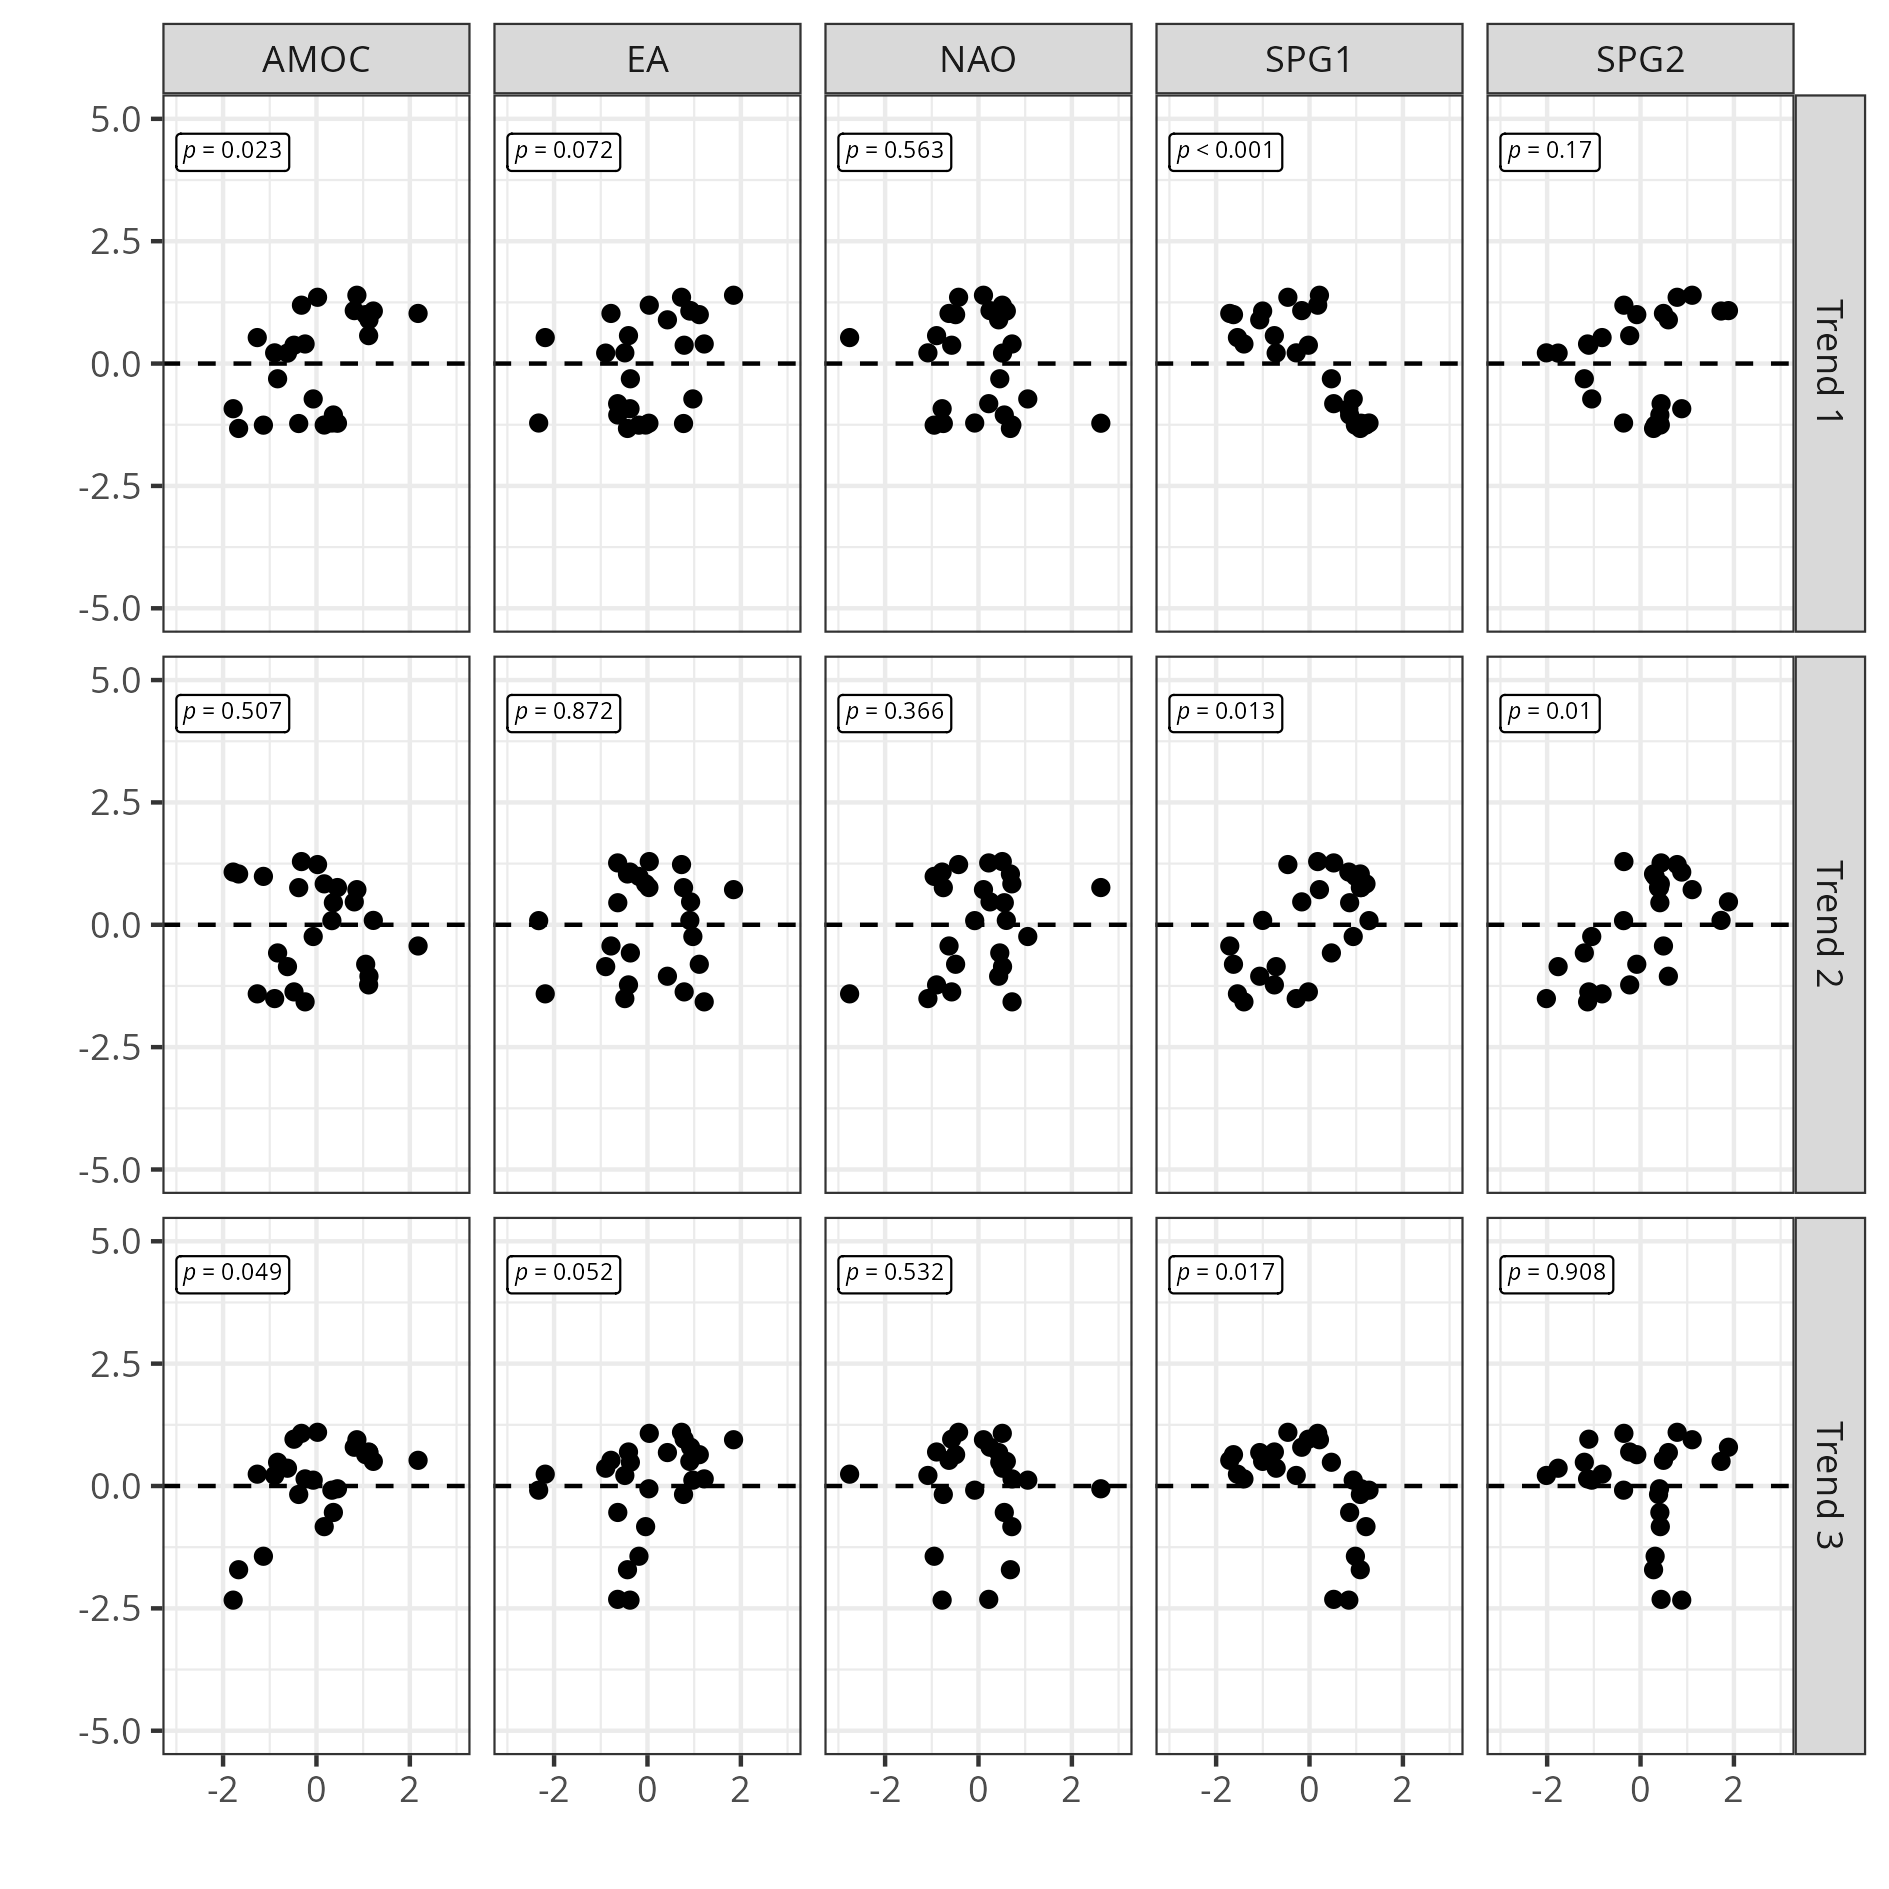 AMOC EA NAO SPG1 SPG2
5.0
p = 0.023 p = 0.072 p = 0.563 p < 0.001 p = 0.17
2.5
0.0
-2.5
-5.0
Trend 1
5.0
p = 0.507 p = 0.872 p = 0.366 p = 0.013 p = 0.01
2.5
0.0
-2.5
-5.0
Trend 2
5.0
p = 0.049 p = 0.052 p = 0.532 p = 0.017 p = 0.908
2.5
0.0
-2.5
-5.0
Trend 3
-2 0 2 -2 0 2 -2 0 2 -2 0 2 -2 0 2